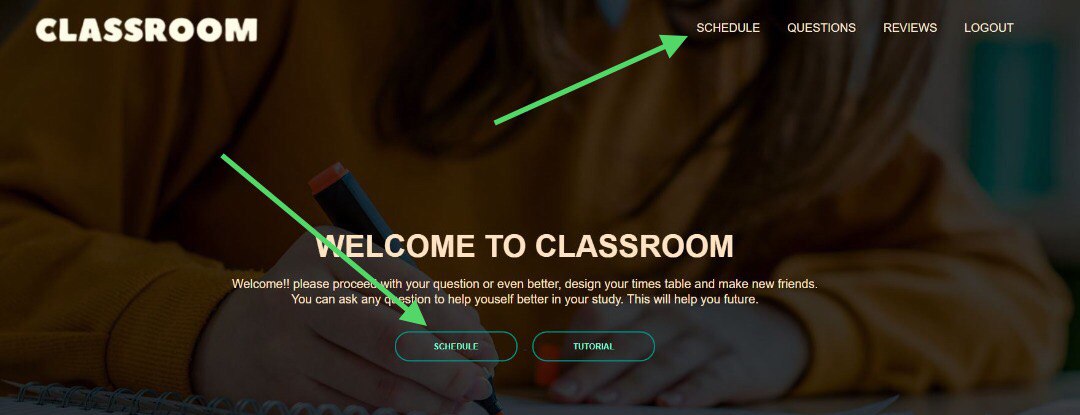 CLASSROOM
SCHEDULE QUESTIONS REVIEWS LOGOUT
WELCOME TO CLASSROOM
Welcome!! please proceed with your question or even better, design your times table and make new friends.
You can ask any question to help youself better in your study. This will help you future.
SCHEDULE TUTORIAL